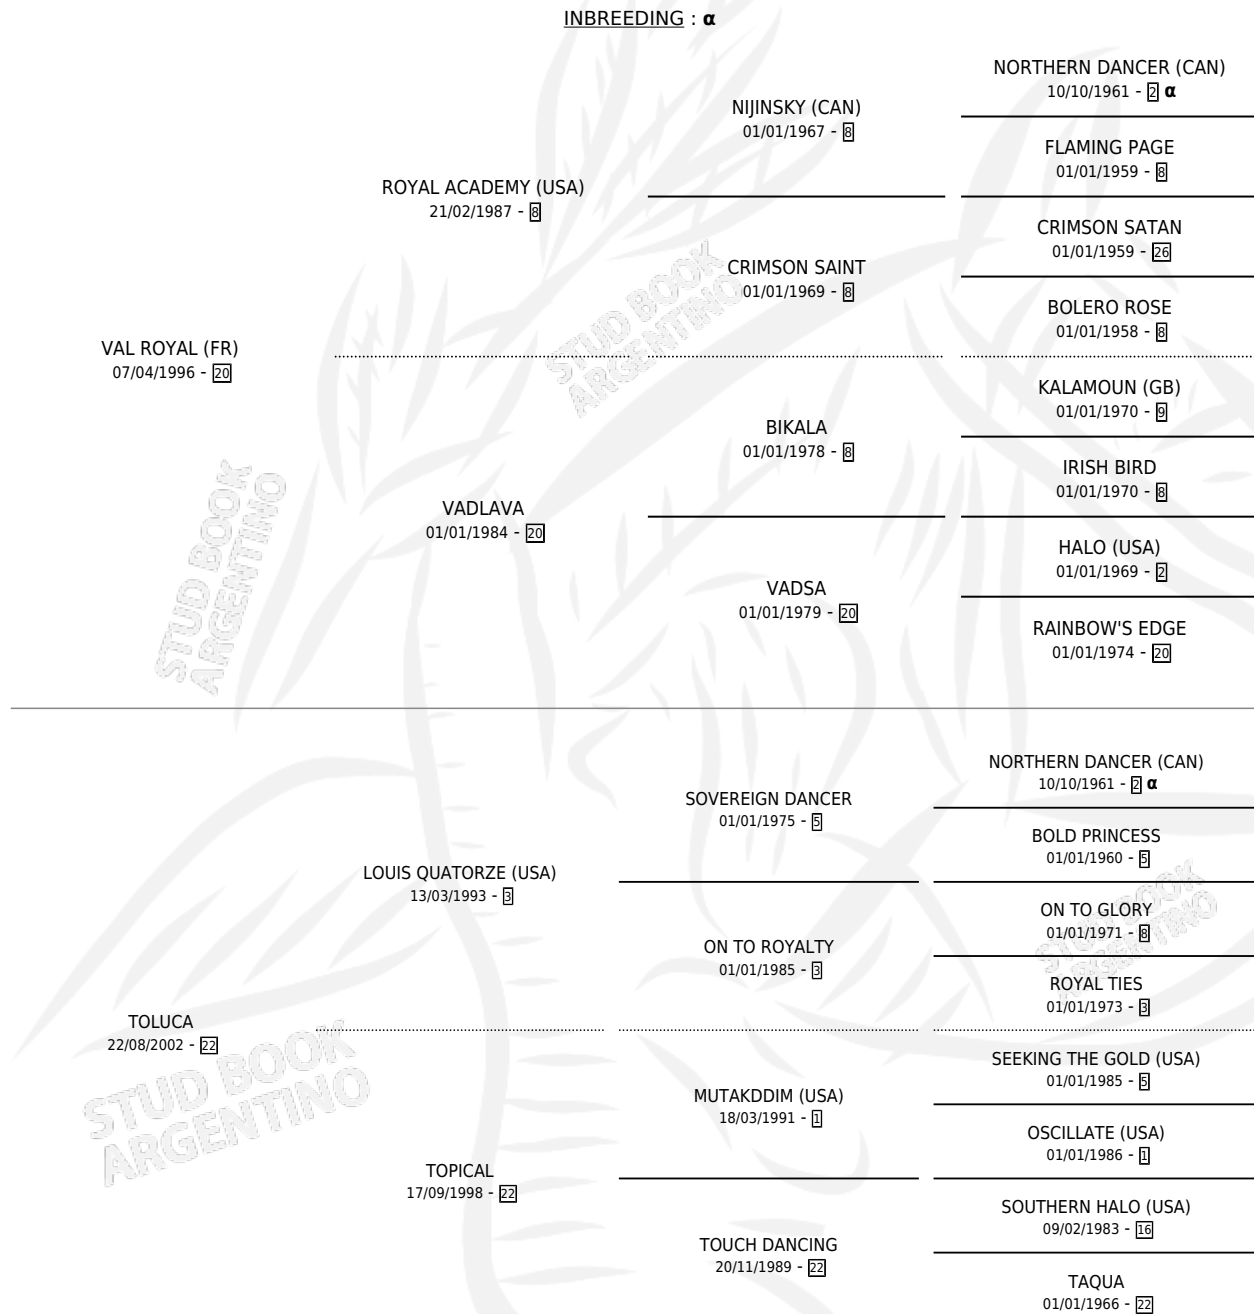 INBREEDING : α
NORTHERN DANCER (CAN)
10/10/1961 - 2 α
NIJINSKY (CAN)
01/01/1967 - 8
FLAMING PAGE
01/01/1959 - 8
ROYAL ACADEMY (USA)
21/02/1987 - 8
CRIMSON SATAN
01/01/1959 - 26
CRIMSON SAINT
01/01/1969 - 8
BOLERO ROSE
01/01/1958 - 8
VAL ROYAL (FR)
07/04/1996 - 20
KALAMOUN (GB)
01/01/1970 - 9
BIKALA
01/01/1978 - 8
IRISH BIRD
01/01/1970 - 8
VADLAVA
01/01/1984 - 20
HALO (USA)
01/01/1969 - 2
VADSA
01/01/1979 - 20
RAINBOW'S EDGE
01/01/1974 - 20
NORTHERN DANCER (CAN)
10/10/1961 - 2 α
SOVEREIGN DANCER
01/01/1975 - 5
BOLD PRINCESS
01/01/1960 - 5
LOUIS QUATORZE (USA)
13/03/1993 - 3
ON TO GLORY
01/01/1971 - 8
ON TO ROYALTY
01/01/1985 - 3
ROYAL TIES
01/01/1973 - 3
TOLUCA
22/08/2002 - 22
SEEKING THE GOLD (USA)
01/01/1985 - 5
MUTAKDDIM (USA)
18/03/1991 - 1
OSCILLATE (USA)
01/01/1986 - 1
TOPICAL
17/09/1998 - 22
SOUTHERN HALO (USA)
09/02/1983 - 16
TOUCH DANCING
20/11/1989 - 22
TAQUA
01/01/1966 - 22
STUD BOOK
ARGENTINO
STUD BOOK
ARGENTINO
STUD BOOK
ARGENTINO
STUD BOOK
ARGENTINO